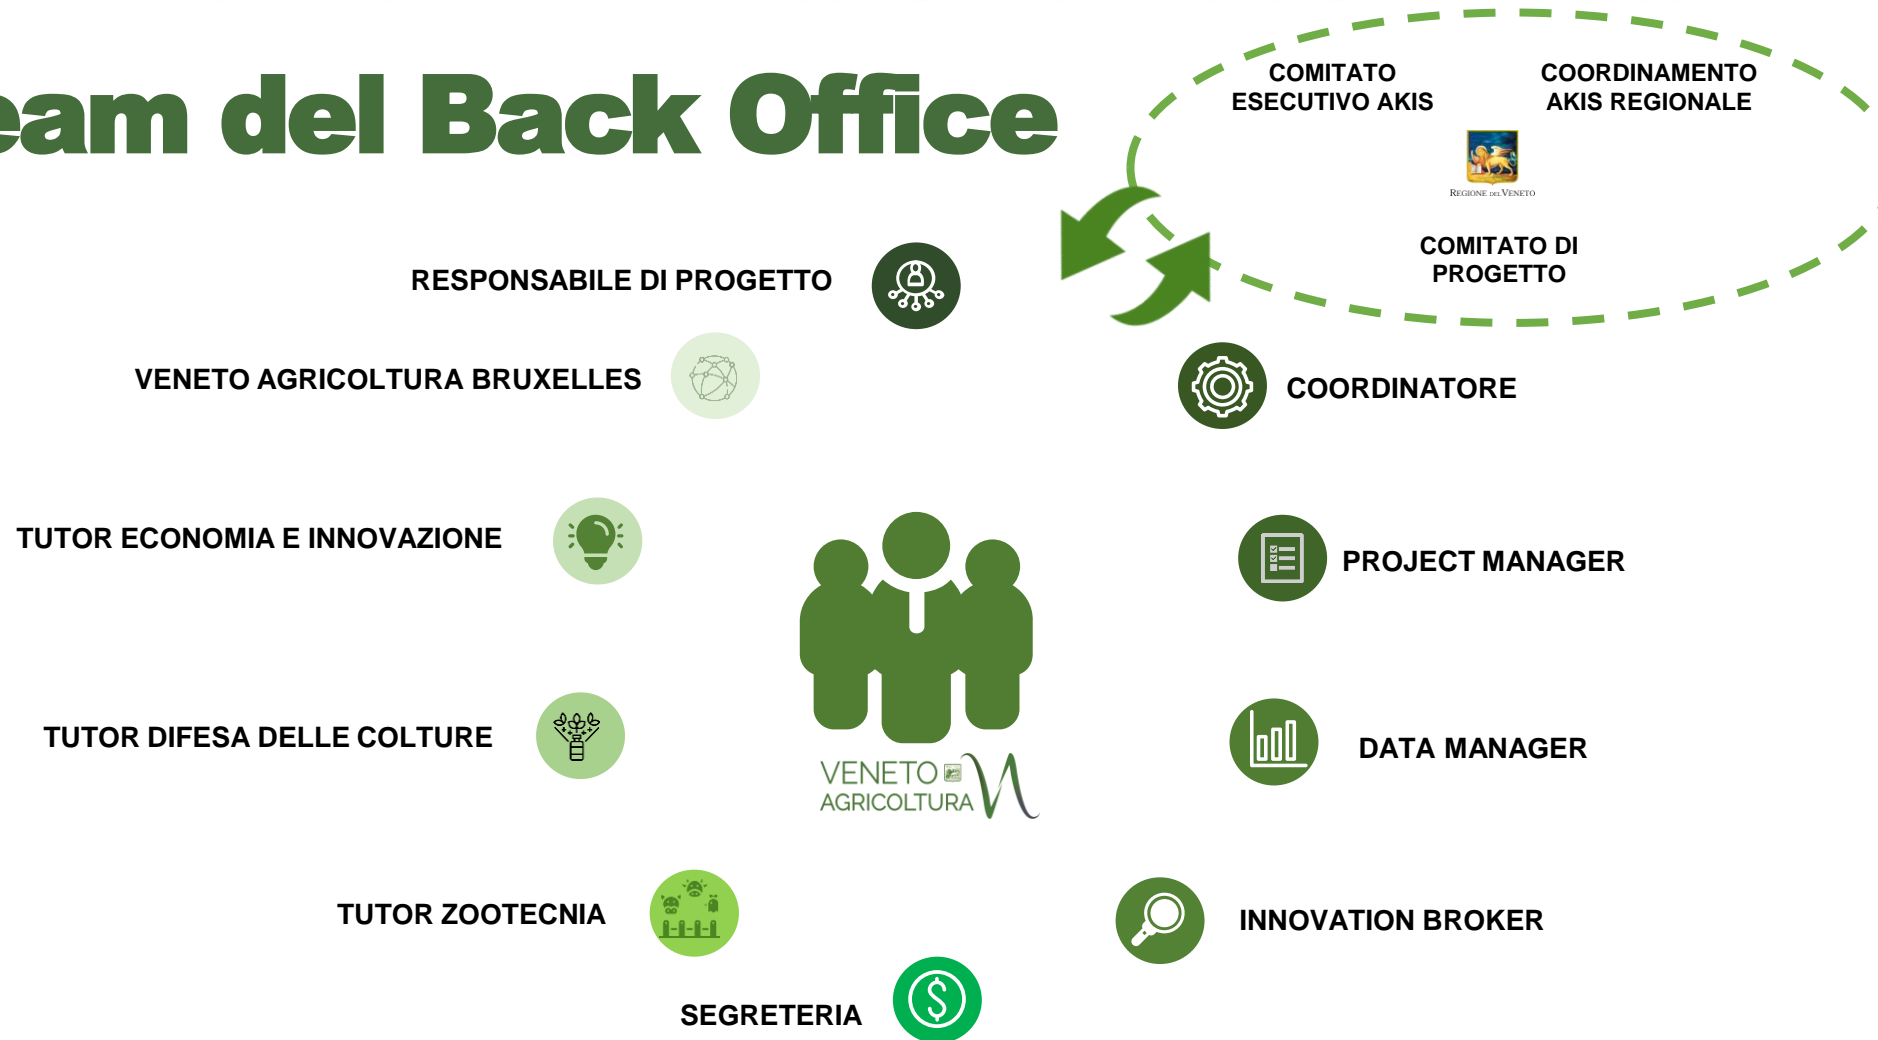 eam del Back Office
COMITATO
ESECUTIVO AKIS
COORDINAMENTO
AKIS REGIONALE
REGIONE DEL VENETO
COMITATO DI
PROGETTO
RESPONSABILE DI PROGETTO
VENETO AGRICOLTURA BRUXELLES
COORDINATORE
TUTOR ECONOMIA E INNOVAZIONE
PROJECT MANAGER
TUTOR DIFESA DELLE COLTURE
DATA MANAGER
VENETO
AGRICOLTURA
TUTOR ZOOTECNIA
INNOVATION BROKER
SEGRETERIA